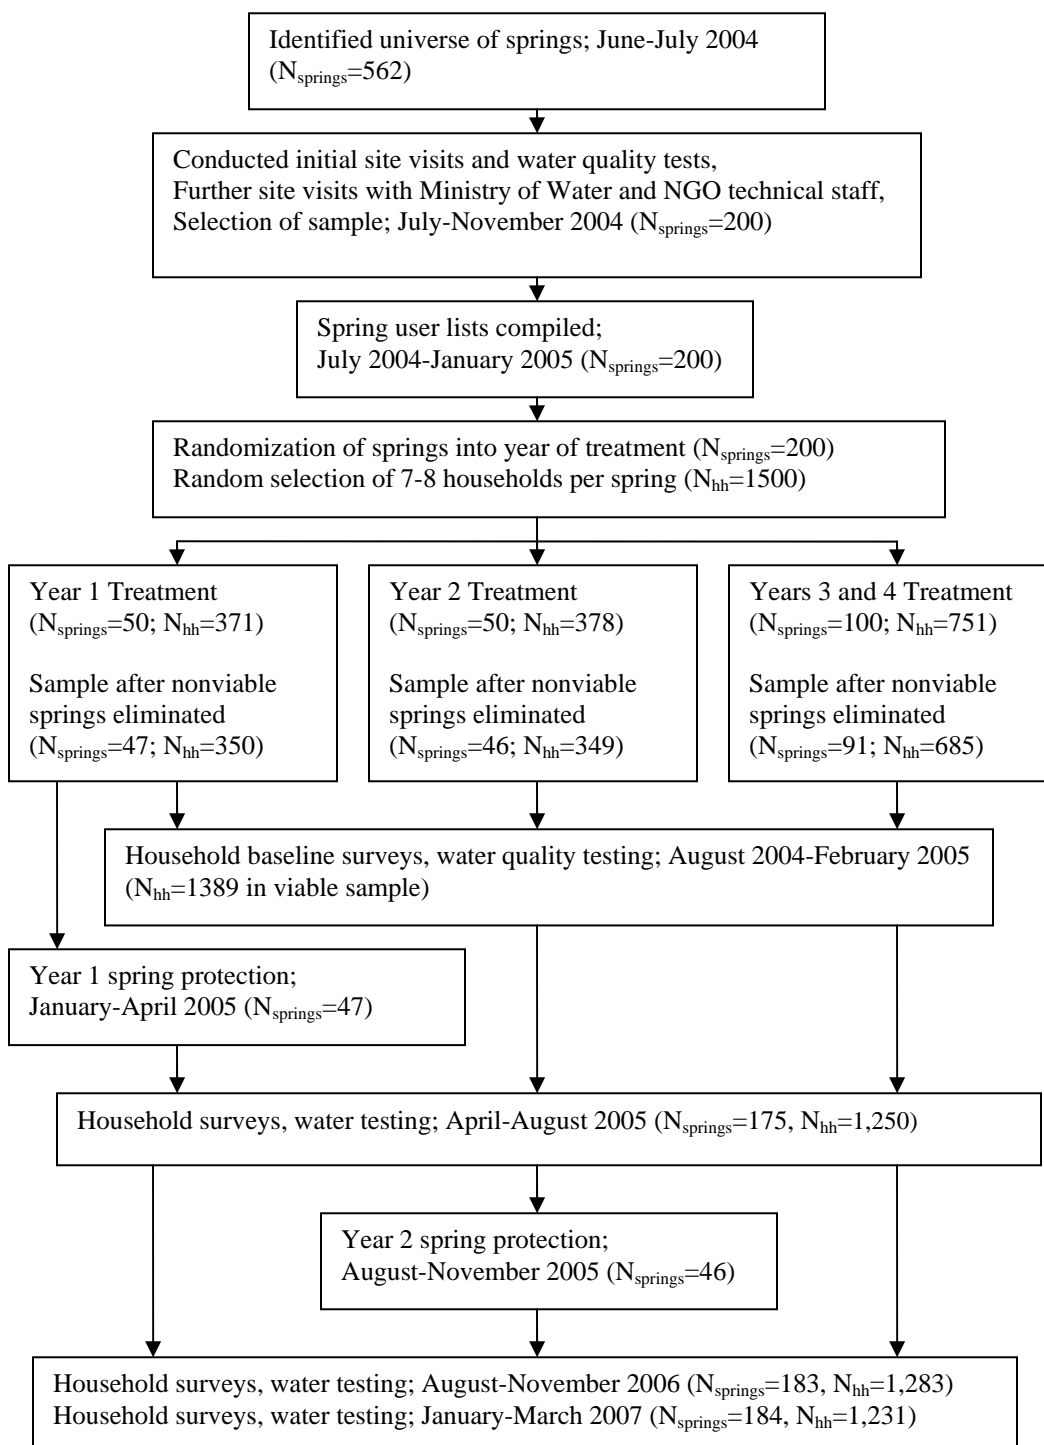 Identified universe of springs; June-July 2004
(Nsprings=562)
Conducted initial site visits and water quality tests,
Further site visits with Ministry of Water and NGO technical staff,
Selection of sample; July-November 2004 (Nsprings=200)
Spring user lists compiled;
July 2004-January 2005 (Nsprings=200)
Randomization of springs into year of treatment (Nsprings=200)
Random selection of 7-8 households per spring (Nhh=1500)
Year 1 Treatment
(Nsprings=50; Nhh=371)
Sample after nonviable
springs eliminated
(Nsprings=47; Nhh=350)
Year 2 Treatment
(Nsprings=50; Nhh=378)
Sample after nonviable
springs eliminated
(Nsprings=46; Nhh=349)
Years 3 and 4 Treatment
(Nsprings=100; Nhh=751)
Sample after nonviable
springs eliminated
(Nsprings=91; Nhh=685)
Household baseline surveys, water quality testing; August 2004-February 2005
(Nhh=1389 in viable sample)
Year 1 spring protection;
January-April 2005 (Nsprings=47)
Household surveys, water testing; April-August 2005 (Nsprings=175, Nhh=1,250)
Year 2 spring protection;
August-November 2005 (Nsprings=46)
Household surveys, water testing; August-November 2006 (Nsprings=183, Nhh=1,283)
Household surveys, water testing; January-March 2007 (Nsprings=184, Nhh=1,231)